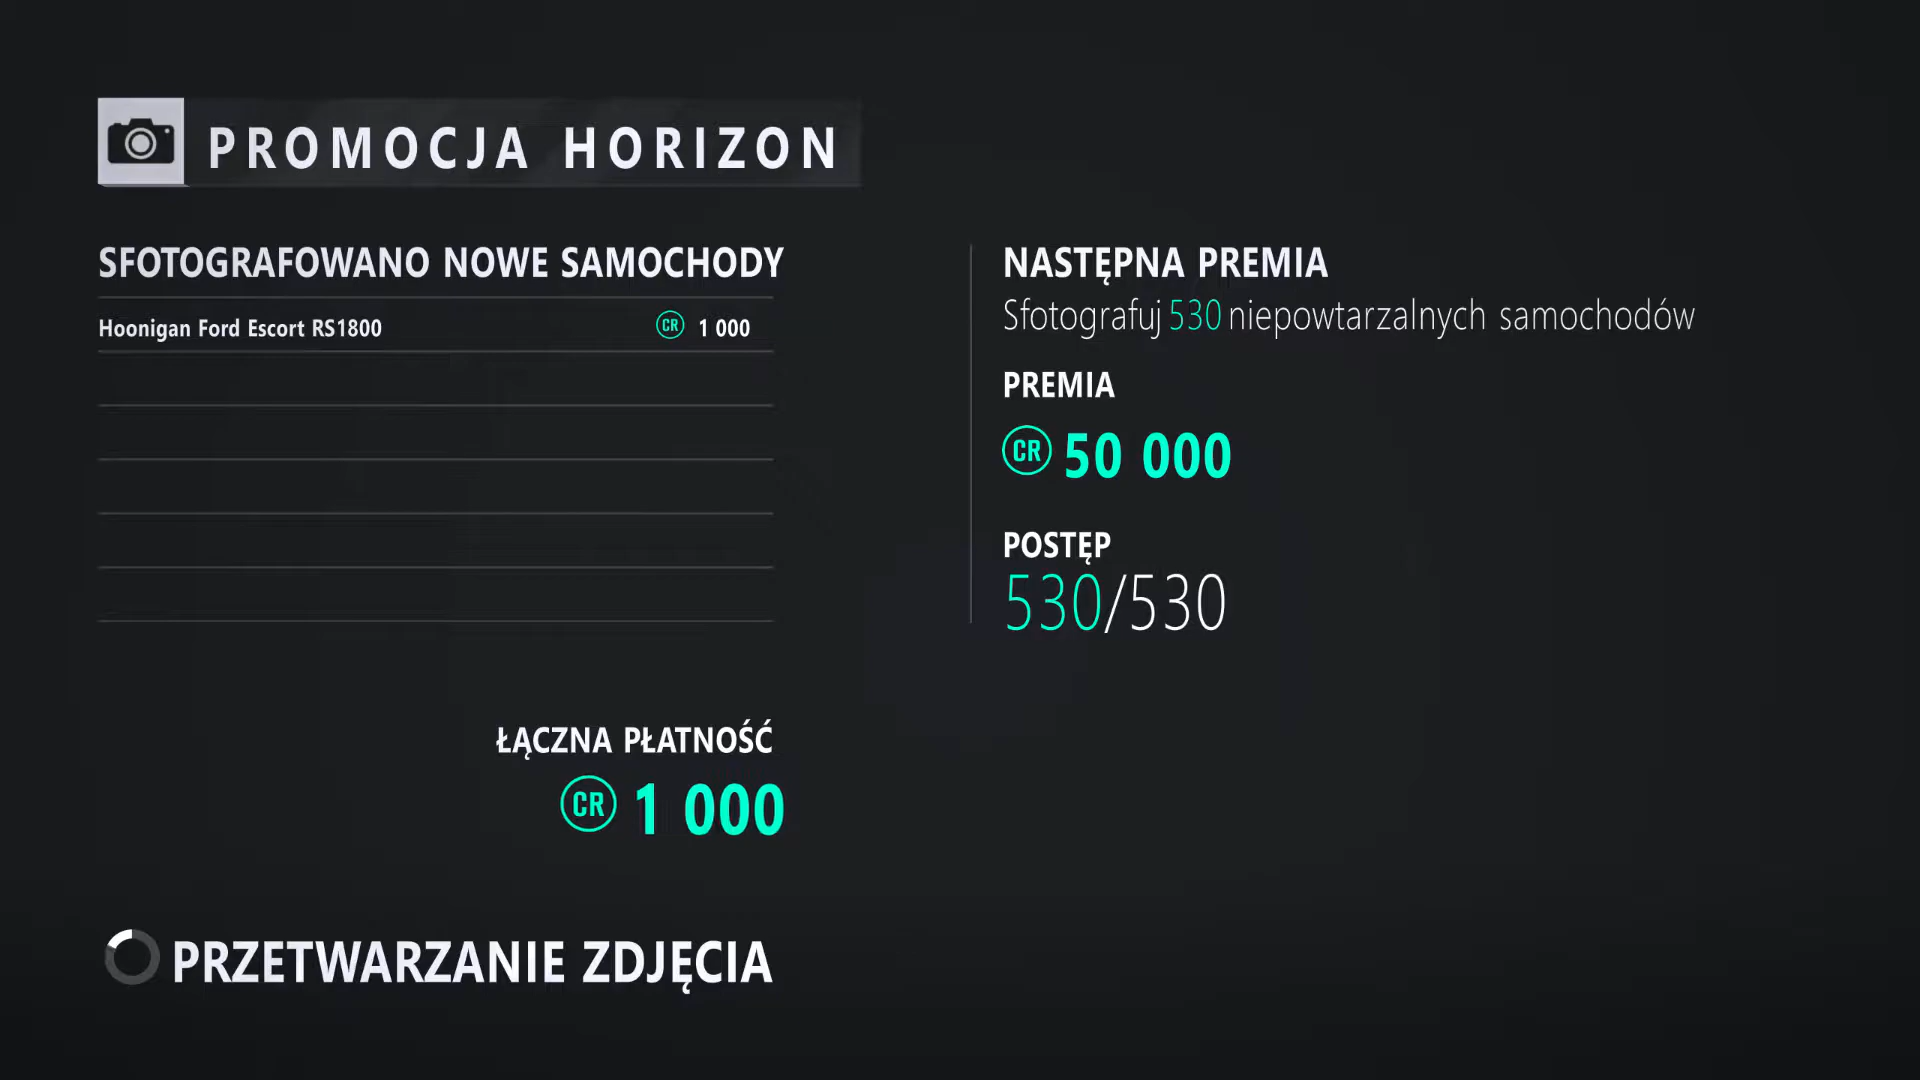 PROMOCJA HORIZON
SFOTOGRAFOWANO NOWE SAMOCHODY
Hoonigan Ford Escort RS1800 CR 1 000
ŁĄCZNA PŁATNOŚĆ
CR 1 000
NASTĘPNA PREMIA
Sfotografuj 530 niepowtarzalnych samochodów
PREMIA
CR 50 000
POSTĘP
530/530
PRZETWARZANIE ZDJĘCIA